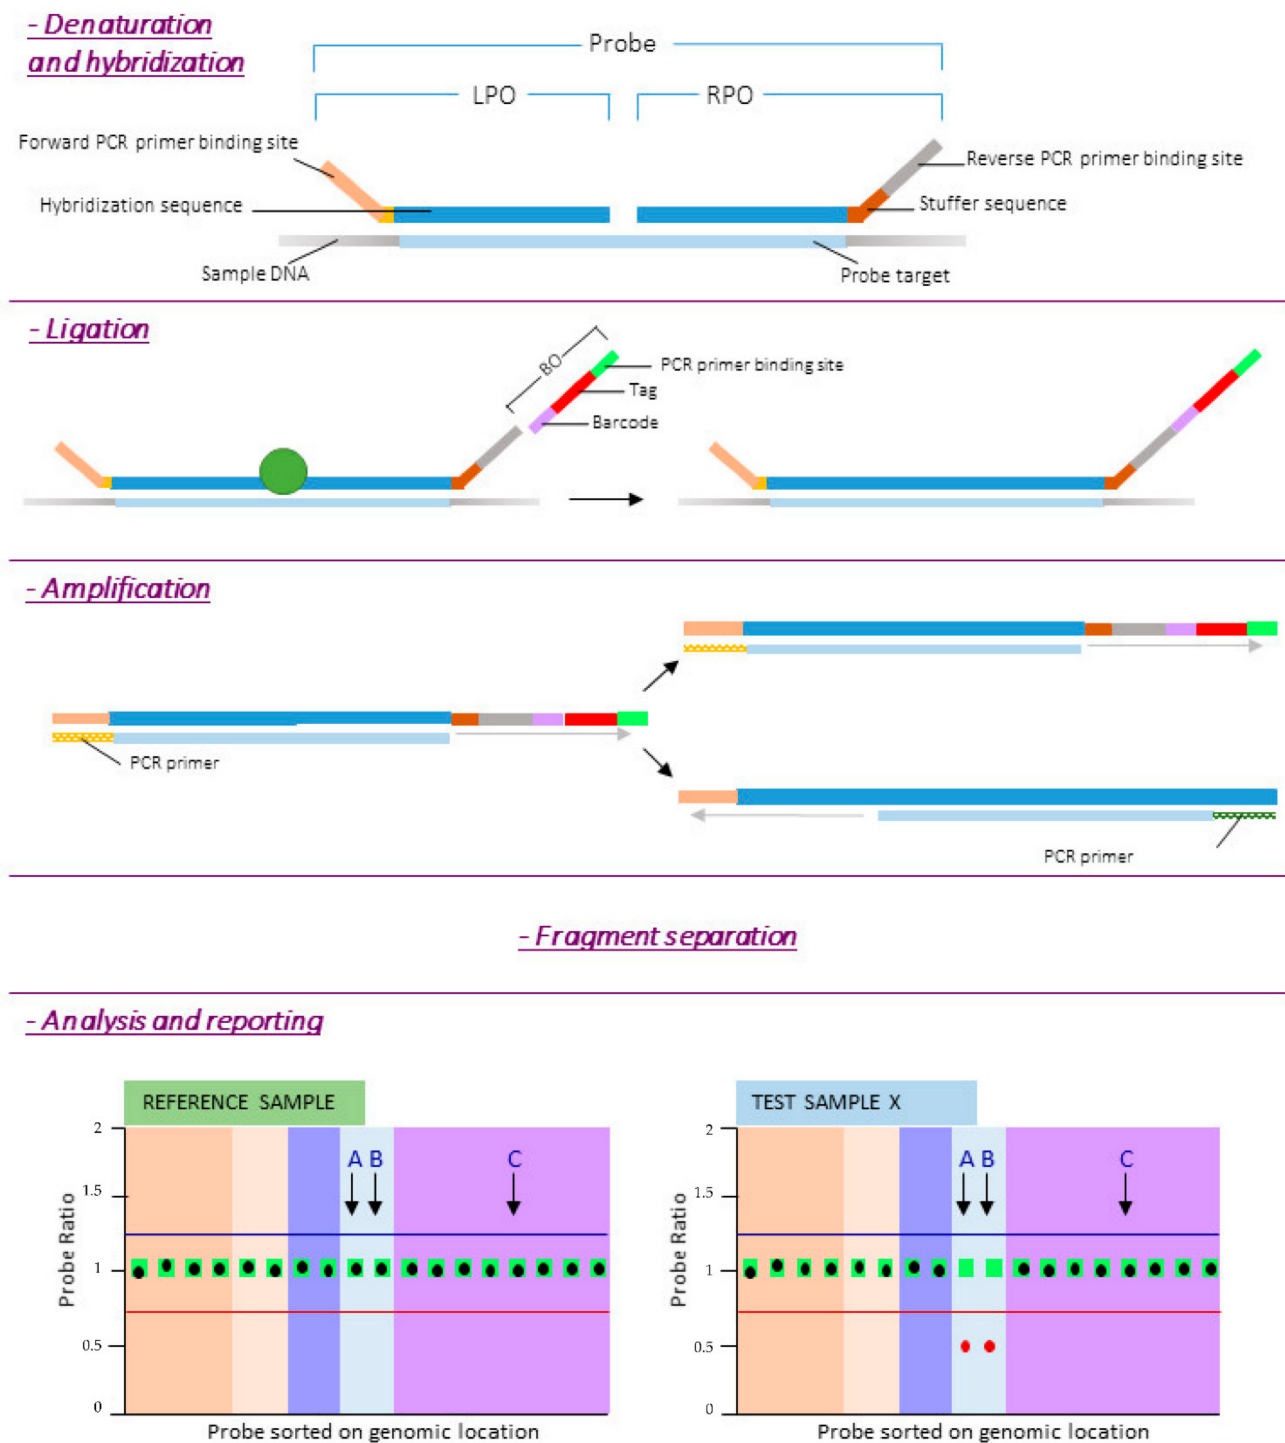 - Denaturation
and hybridization
Probe
LPO
RPO
Forward PCR primer binding site
Reverse PCR primer binding site
Hybridization sequence
Stuffer sequence
Sample DNA
Probe target
- Ligation
BO
PCR primer binding site
Tag
Barcode
- Amplification
PCR primer
PCR primer
- Fragment separation
- Analysis and reporting
REFERENCE SAMPLE
2
1.5
1
0.5
0
Probe Ratio
A B C
Probe sorted on genomic location
TEST SAMPLE X
2
1.5
1
0.5
0
Probe Ratio
A B C
Probe sorted on genomic location